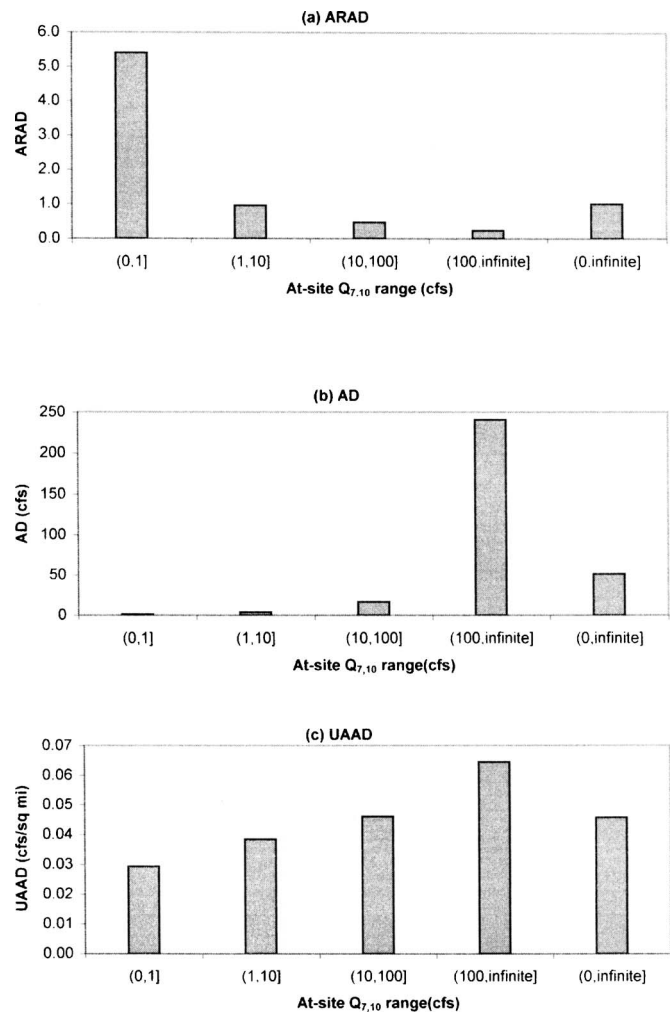 (a) ARAD
6.0
5.0
4.0
3.0
2.0
1.0
0.0
ARAD
(0,1]
(1,10]
(10,100]
(100.infinite]
(0.infinite]
At-site Q7,10 range (cfs)
(b) AD
250
200
150
100
50
0
AD (cfs)
(0,1]
(1,10]
(10,100]
(100,infinite]
(0,infinite]
At-site Q7,10 range(cfs)
(c) UAAD
0.07
0.06
0.05
0.04
0.03
0.02
0.01
0.00
UAAD (cfs/sq mi)
(0,1]
(1,10]
(10,100]
(100,infinite]
(0,infinite]
At-site Q7,10 range(cfs)